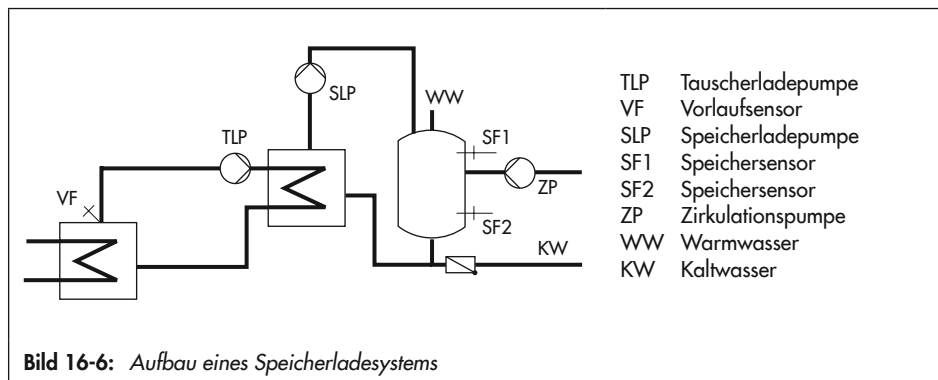 SLP
WW
TLP
SF1
VF
ZP
SF2
KW
TLP Tauscherladepumpe
VF Vorlaufsensor
SLP Speicherladepumpe
SF1 Speichersensor
SF2 Speichersensor
ZP Zirkulationspumpe
WW Warmwasser
KW Kaltwasser
Bild 16-6: Aufbau eines Speicherladesystems